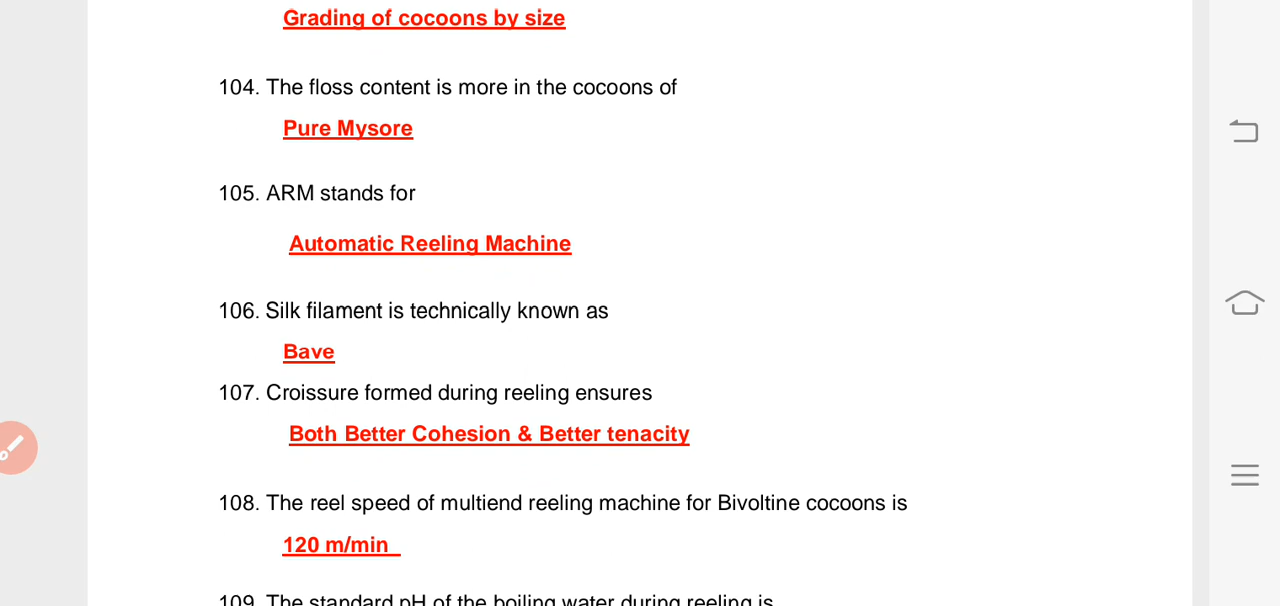 Grading of cocoons by size
104. The floss content is more in the cocoons of
Pure Mysore
105. ARM stands for
Automatic Reeling Machine
106. Silk filament is technically known as
Bave
107. Croissure formed during reeling ensures
Both Better Cohesion & Better tenacity
108. The reel speed of multiend reeling machine for Bivoltine cocoons is
120 m/min
109. The standard pH of the boiling water during reeling is